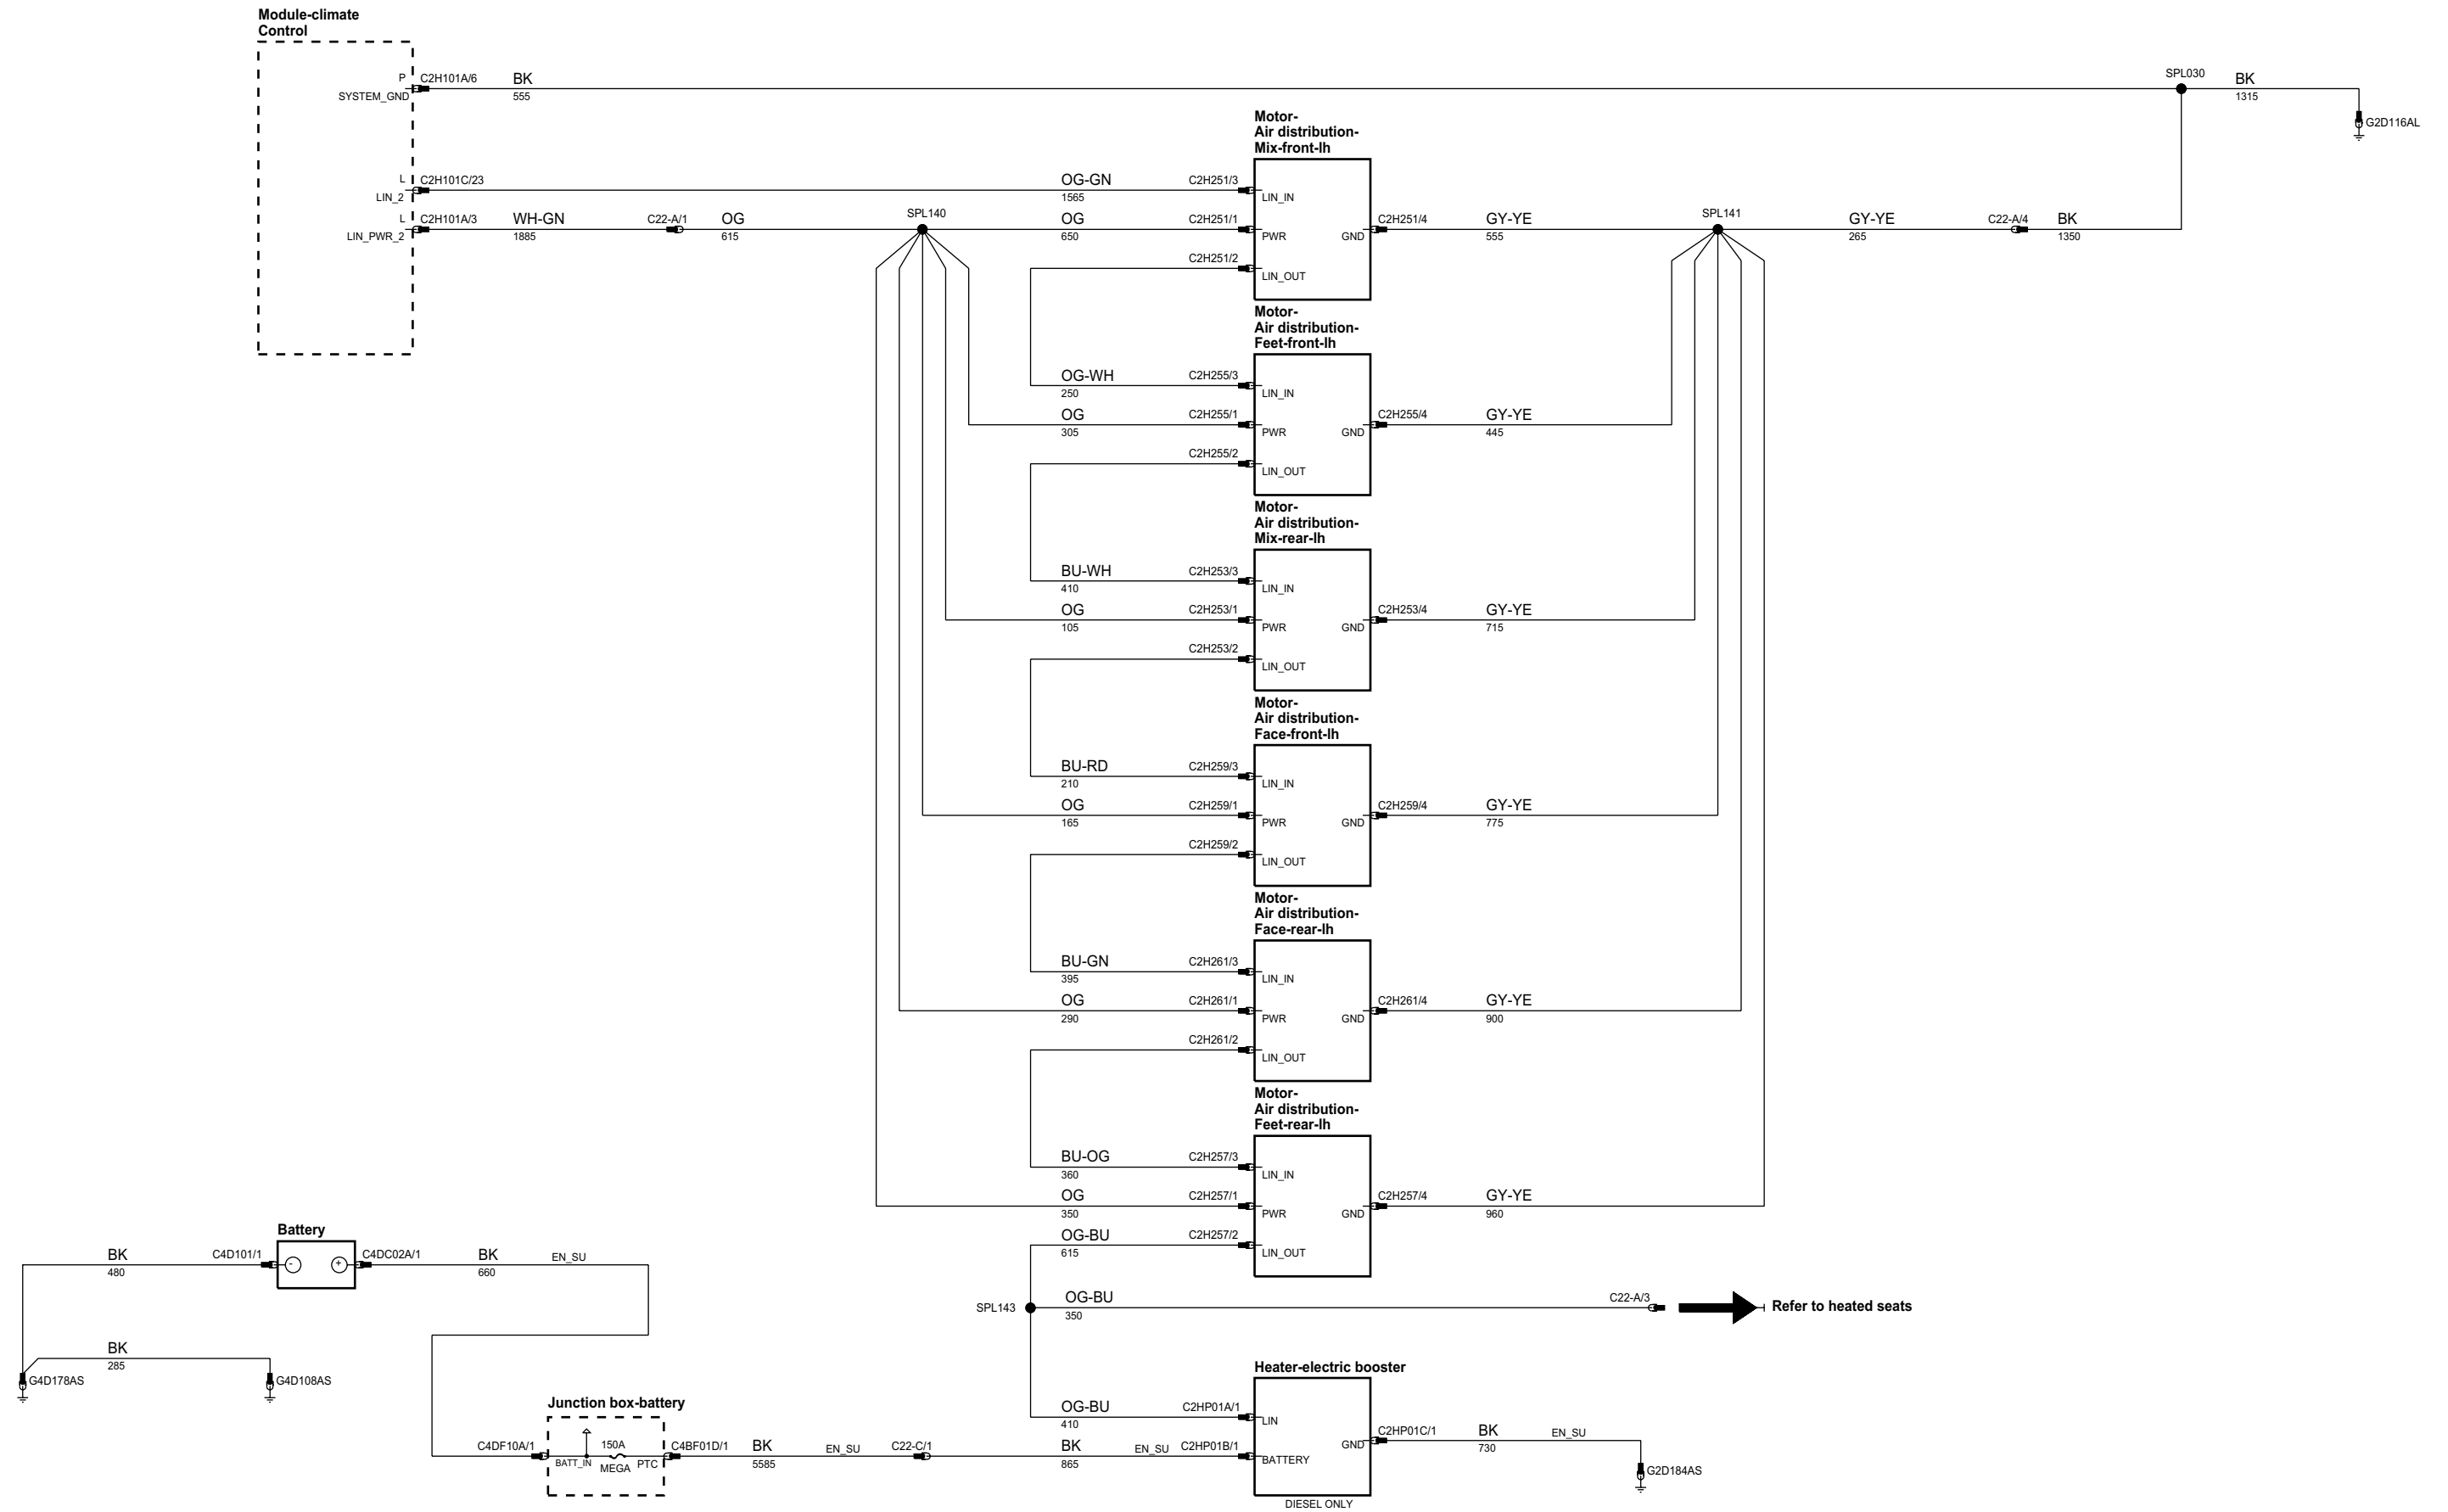 Module-climate
Control
P C2H101A/6 BK
SYSTEM_GND 555
SPL030 BK
1315
G2D116AL
Motor-
Air distribution-
Mix-front-lh
L C2H101C/23 OG-GN C2H251/3
LIN_2 1565 LIN_IN
L C2H101A/3 WH-GN C22-A/1 OG SPL140 OG C2H251/1 C2H251/4 GY-YE SPL141 GY-YE C22-A/4 BK
LIN_PWR_2 1885 615 650 PWR GND 555 265 1350
C2H251/2
LIN_OUT
Motor-
Air distribution-
Feet-front-lh
OG-WH C2H255/3
250 LIN_IN
OG C2H255/1 C2H255/4 GY-YE
305 PWR GND 445
C2H255/2
LIN_OUT
Motor-
Air distribution-
Mix-rear-lh
BU-WH C2H253/3
410 LIN_IN
OG C2H253/1 C2H253/4 GY-YE
105 PWR GND 715
C2H253/2
LIN_OUT
Motor-
Air distribution-
Face-front-lh
BU-RD C2H259/3
210 LIN_IN
OG C2H259/1 C2H259/4 GY-YE
165 PWR GND 775
C2H259/2
LIN_OUT
Motor-
Air distribution-
Face-rear-lh
BU-GN C2H261/3
395 LIN_IN
OG C2H261/1 C2H261/4 GY-YE
290 PWR GND 900
C2H261/2
LIN_OUT
Motor-
Air distribution-
Feet-rear-lh
BU-OG C2H257/3
360 LIN_IN
OG C2H257/1 C2H257/4 GY-YE
350 PWR GND 960
OG-BU C2H257/2
615 LIN_OUT
Battery
BK C4D101/1 - + C4DC02A/1 BK EN_SU
480 660
SPL143 OG-BU C22-A/3 Refer to heated seats
350
BK
285
G4D178AS G4D108AS
Heater-electric booster
OG-BU C2HP01A/1
410 LIN
C2HP01C/1 BK EN_SU
GND 730
G2D184AS
Junction box-battery
C4DF10A/1 150A C4BF01D/1 BK EN_SU C22-C/1 BK EN_SU C2HP01B/1
BATT_IN MEGA PTC 5585 865 BATTERY
DIESEL ONLY